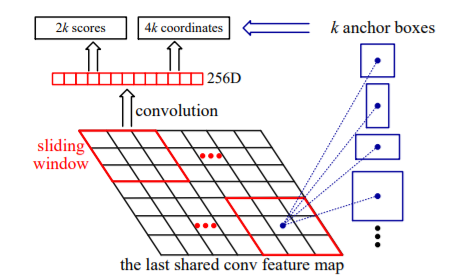 2k scores
4k coordinates
k anchor boxes
256D
convolution
sliding
window
the last shared conv feature map